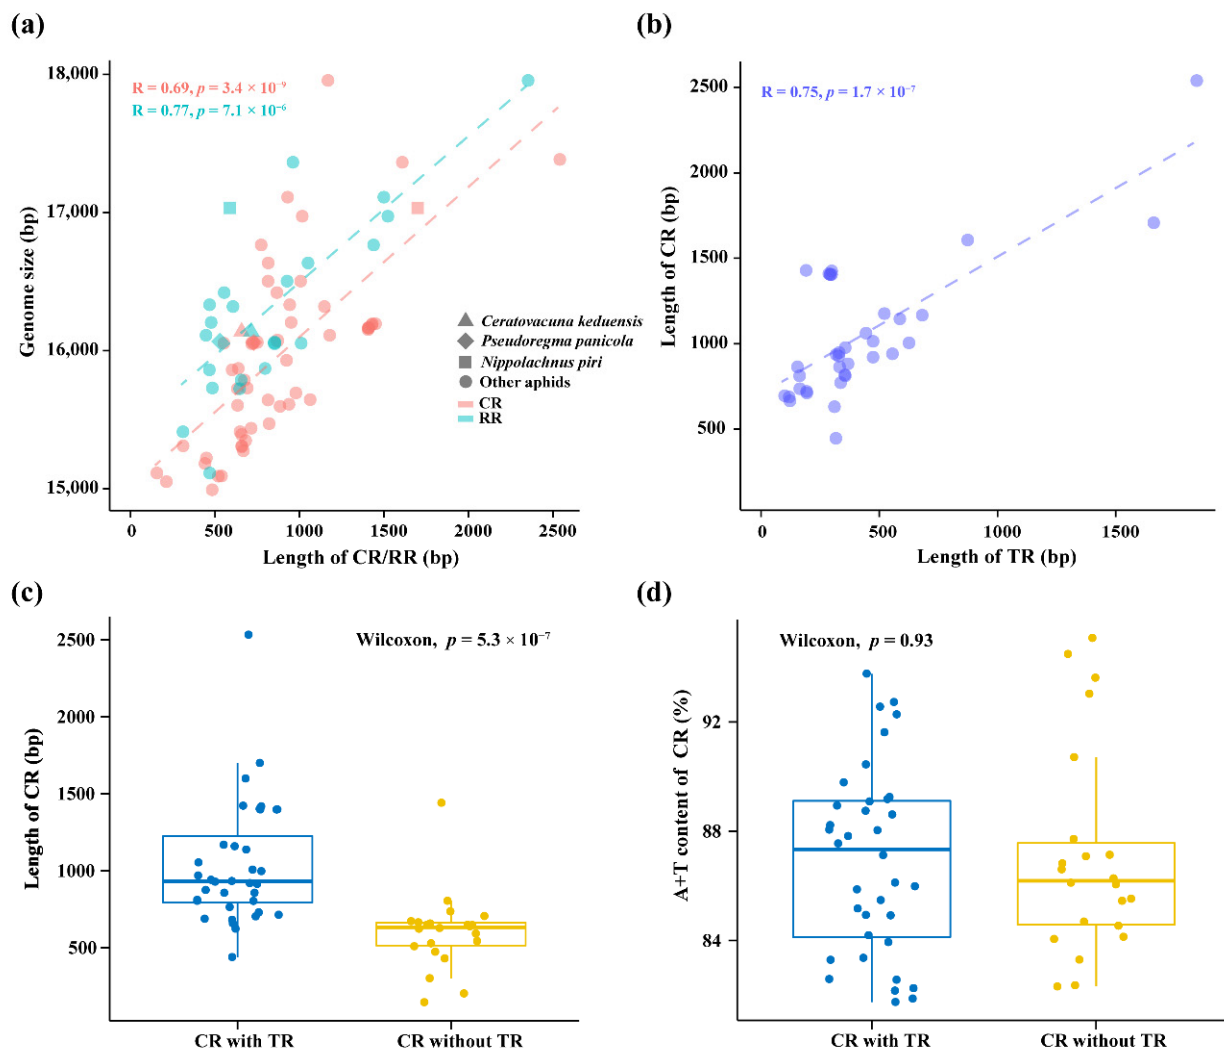 (a)
R = 0.69, p = 3.4 × 10⁻⁹
R = 0.77, p = 7.1 × 10⁻⁶
Genome size (bp)
18,000
17,000
16,000
15,000
0
500
1000
1500
2000
2500
Length of CR/RR (bp)
Ceratovacuna keduensis
Pseudoregma panicola
Nippolachnus piri
Other aphids
CR
RR
(b)
R = 0.75, p = 1.7 × 10⁻⁷
Length of CR (bp)
2500
2000
1500
1000
500
0
500
1000
1500
Length of TR (bp)
(c)
Wilcoxon, p = 5.3 × 10⁻⁷
Length of CR (bp)
2500
2000
1500
1000
500
CR with TR
CR without TR
(d)
Wilcoxon, p = 0.93
A+T content of CR (%)
92
88
84
CR with TR
CR without TR